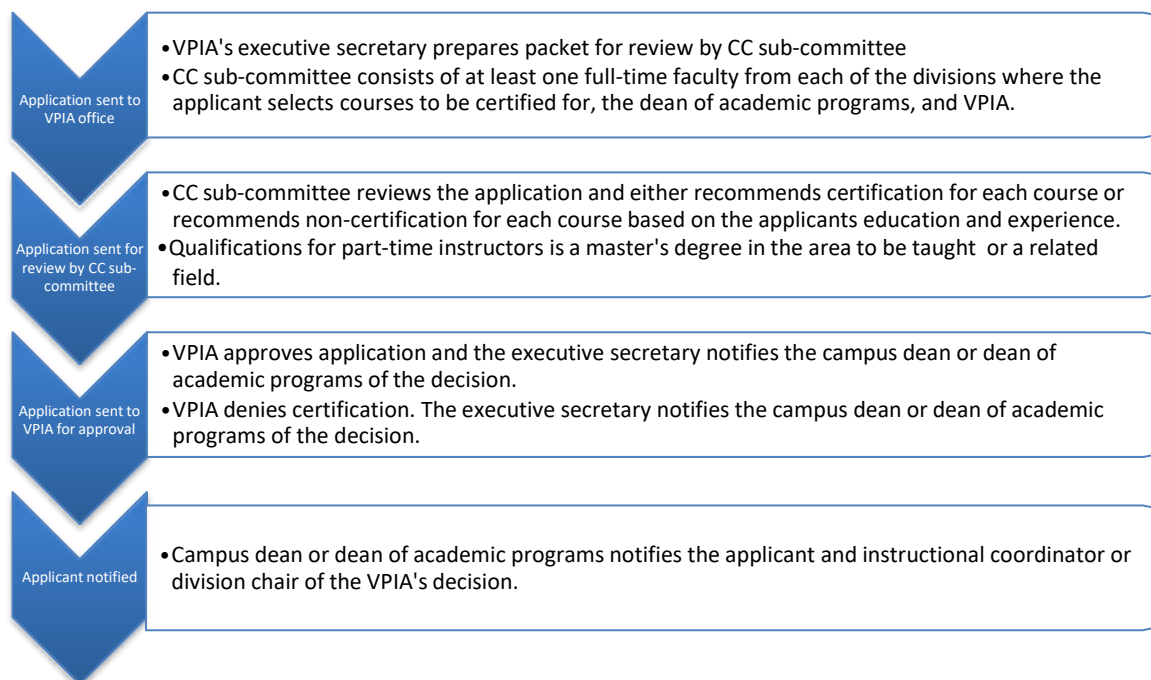 Application sent to
VPIA office
•VPIA's executive secretary prepares packet for review by CC sub-committee
•CC sub-committee consists of at least one full-time faculty from each of the divisions where the
applicant selects courses to be certified for, the dean of academic programs, and VPIA.
Application sent for
review by CC sub-
committee
•CC sub-committee reviews the application and either recommends certification for each course or
recommends non-certification for each course based on the applicants education and experience.
•Qualifications for part-time instructors is a master's degree in the area to be taught or a related
field.
Application sent to
VPIA for approval
•VPIA approves application and the executive secretary notifies the campus dean or dean of
academic programs of the decision.
•VPIA denies certification. The executive secretary notifies the campus dean or dean of academic
programs of the decision.
Applicant notified
•Campus dean or dean of academic programs notifies the applicant and instructional coordinator or
division chair of the VPIA's decision.